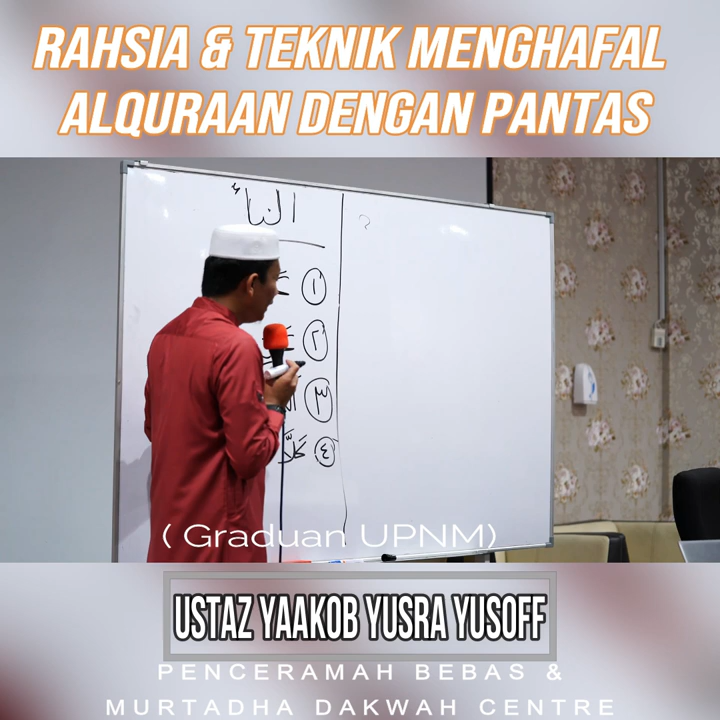 RAHSIA & TEKNIK MENGHAFAL
ALQURAAN DENGAN PANTAS
النبأ
١
٢
٣
٤ كَلَّا
( Graduan UPNM)
USTAZ YAAKOB YUSRA YUSOFF
PENCERAMAH BEBAS &
MURTADHA DAKWAH CENTRE